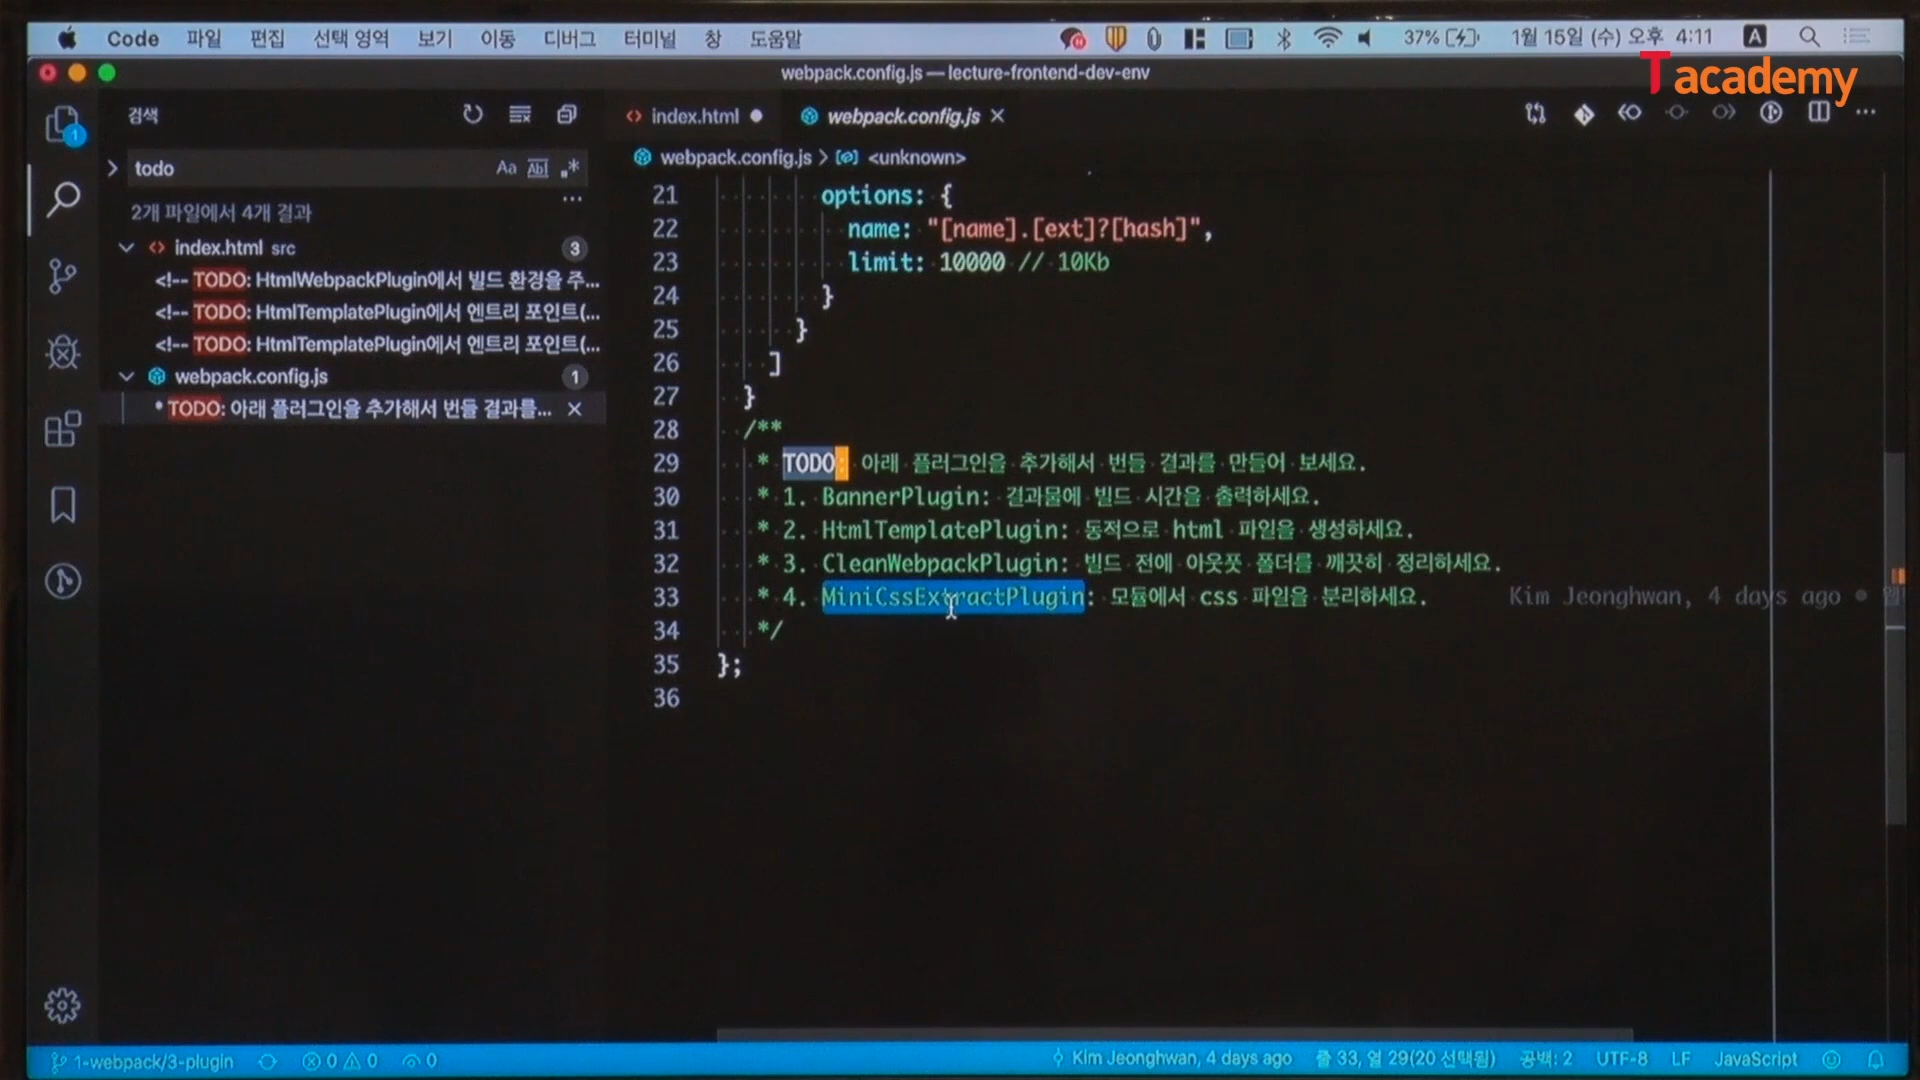 Code 파일 편집 선택 영역 보기 이동 디버그 터미널 창 도움말 37% 1월 15일 (수) 오후 4:11 A
webpack.config.js — lecture-frontend-dev-env
T academy
검색
index.html
webpack.config.js
webpack.config.js > <unknown>
1
todo
Aa Abl .*
2개 파일에서 4개 결과
index.html src 3
<!-- TODO: HtmlWebpackPlugin에서 빌드 환경을 주...
<!-- TODO: HtmlTemplatePlugin에서 엔트리 포인트(...
<!-- TODO: HtmlTemplatePlugin에서 엔트리 포인트(...
webpack.config.js 1
* TODO: 아래 플러그인을 추가해서 번들 결과를...
21 options: {
22 name: "[name].[ext]?[hash]",
23 limit: 10000 // 10Kb
24 }
25 }
26 ]
27 }
28 /**
29 * TODO: 아래 플러그인을 추가해서 번들 결과를 만들어 보세요.
30 * 1. BannerPlugin: 결과물에 빌드 시간을 출력하세요.
31 * 2. HtmlTemplatePlugin: 동적으로 html 파일을 생성하세요.
32 * 3. CleanWebpackPlugin: 빌드 전에 아웃풋 폴더를 깨끗히 정리하세요.
33 * 4. MiniCssExtractPlugin: 모듈에서 css 파일을 분리하세요. Kim Jeonghwan, 4 days ago •
34 */
35 };
36
1-webpack/3-plugin 0 0 0 Kim Jeonghwan, 4 days ago 줄 33, 열 29(20 선택됨) 공백: 2 UTF-8 LF JavaScript